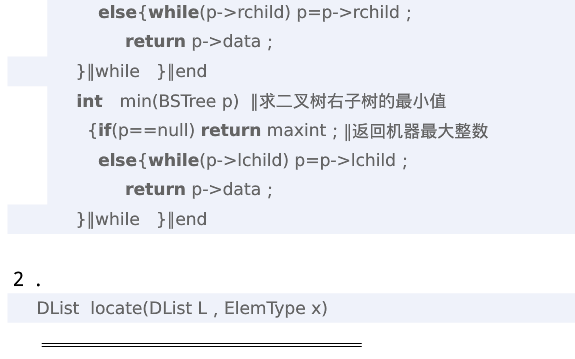 else{while(p->rchild) p=p->rchild ;
return p->data ;
}‖while }‖end
int min(BSTree p) ‖求二叉树右子树的最小值
{if(p==null) return maxint ; ‖返回机器最大整数
else{while(p->lchild) p=p->lchild ;
return p->data ;
}‖while }‖end
2 .
DList locate(DList L , ElemType x)